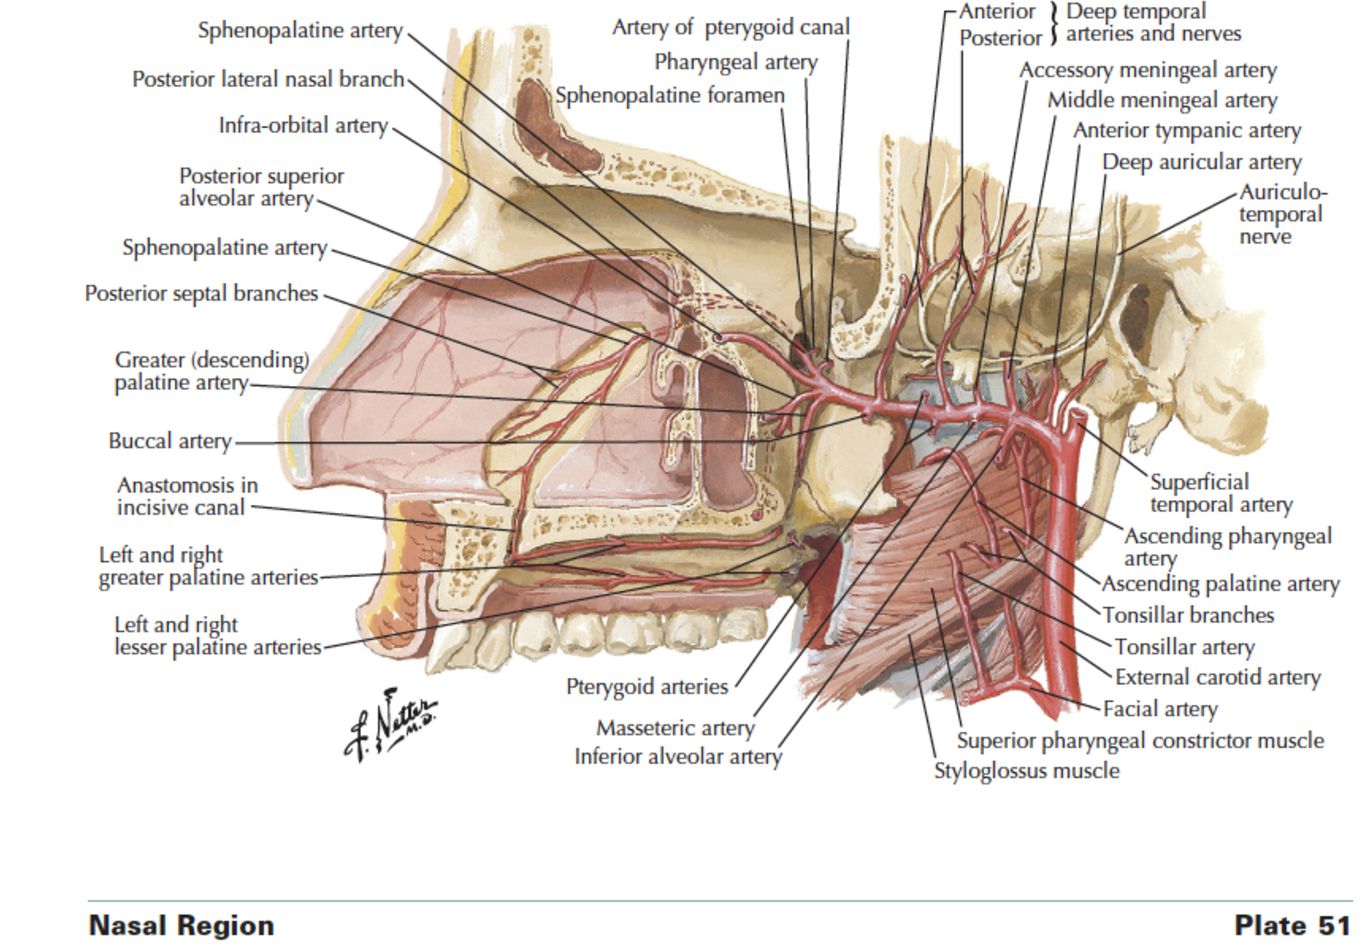 Sphenopalatine artery
Posterior lateral nasal branch
Infra-orbital artery
Posterior superior
alveolar artery
Sphenopalatine artery
Posterior septal branches
Greater (descending)
palatine artery
Buccal artery
Anastomosis in
incisive canal
Left and right
greater palatine arteries
Left and right
lesser palatine arteries
Artery of pterygoid canal
Pharyngeal artery
Sphenopalatine foramen
Anterior
Posterior
Deep temporal
arteries and nerves
Accessory meningeal artery
Middle meningeal artery
Anterior tympanic artery
Deep auricular artery
Auriculo-
temporal
nerve
Superficial
temporal artery
Ascending pharyngeal
artery
Ascending palatine artery
Tonsillar branches
Tonsillar artery
External carotid artery
Facial artery
Superior pharyngeal constrictor muscle
Styloglossus muscle
Pterygoid arteries
Masseteric artery
Inferior alveolar artery
F. Netter
M.D.
Nasal Region
Plate 51